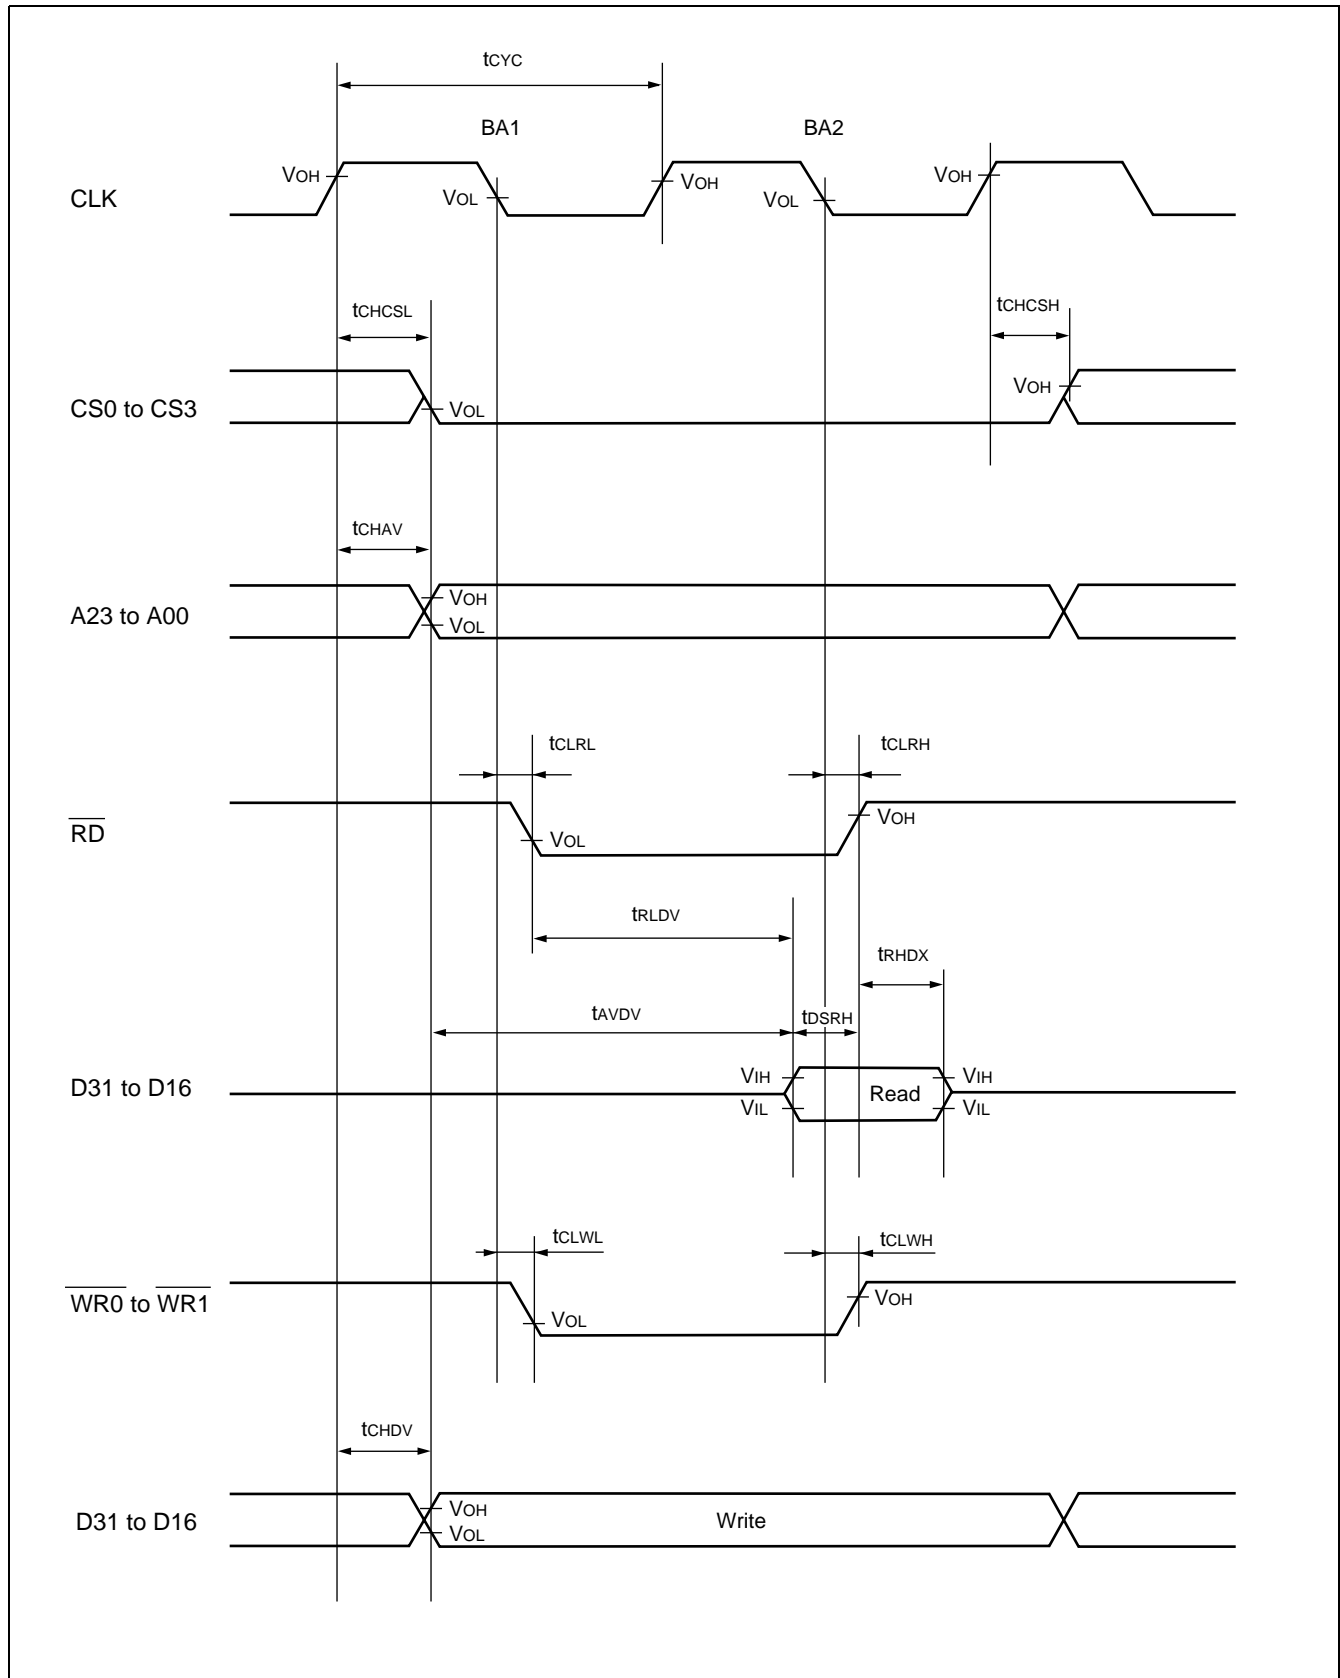 tCYC
BA1 BA2
CLK VOH VOL VOH VOL VOH
tCHCSL tCHCSH
CS0 to CS3 VOL VOH
tCHAV
A23 to A00 VOH
VOL
tCLRL tCLRH
RD VOL VOH
tRLDV
tRHDX
tAVDV tDSRH
D31 to D16 VIH Read VIH
VIL VIL
tCLWL tCLWH
WR0 to WR1 VOL VOH
tCHDV
D31 to D16 VOH Write
VOL